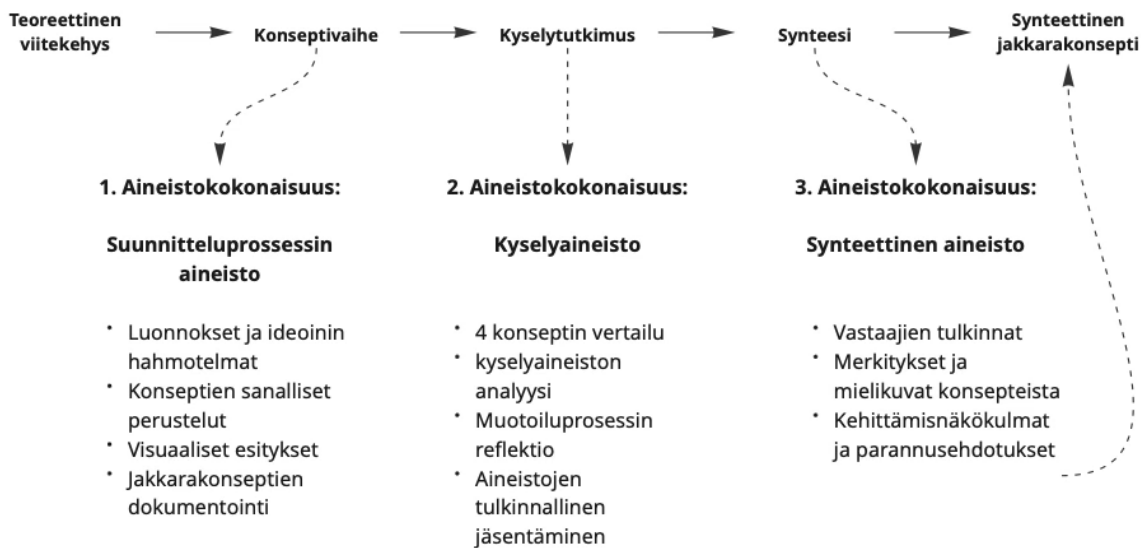 Teoreettinen
viitekehys
Konseptivaihe
Kyselytutkimus
Synteesi
Synteettinen
jakkarakonsepti
1. Aineistokokonaisuus:
Suunnitteluprossessin
aineisto
• Luonnokset ja ideoinin
hahmotelmat
• Konseptien sanalliset
perustelut
• Visuaaliset esitykset
• Jakkarakonseptien
dokumentointi
2. Aineistokokonaisuus:
Kyselyaineisto
• 4 konseptin vertailu
• kyselyaineiston
analyysi
• Muotoiluprosessin
reflektio
• Aineistojen
tulkinnallinen
jäsentäminen
3. Aineistokokonaisuus:
Synteettinen aineisto
• Vastaajien tulkinnat
• Merkitykset ja
mielikuvat konsepteista
• Kehittämisnäkökulmat
ja parannusehdotukset